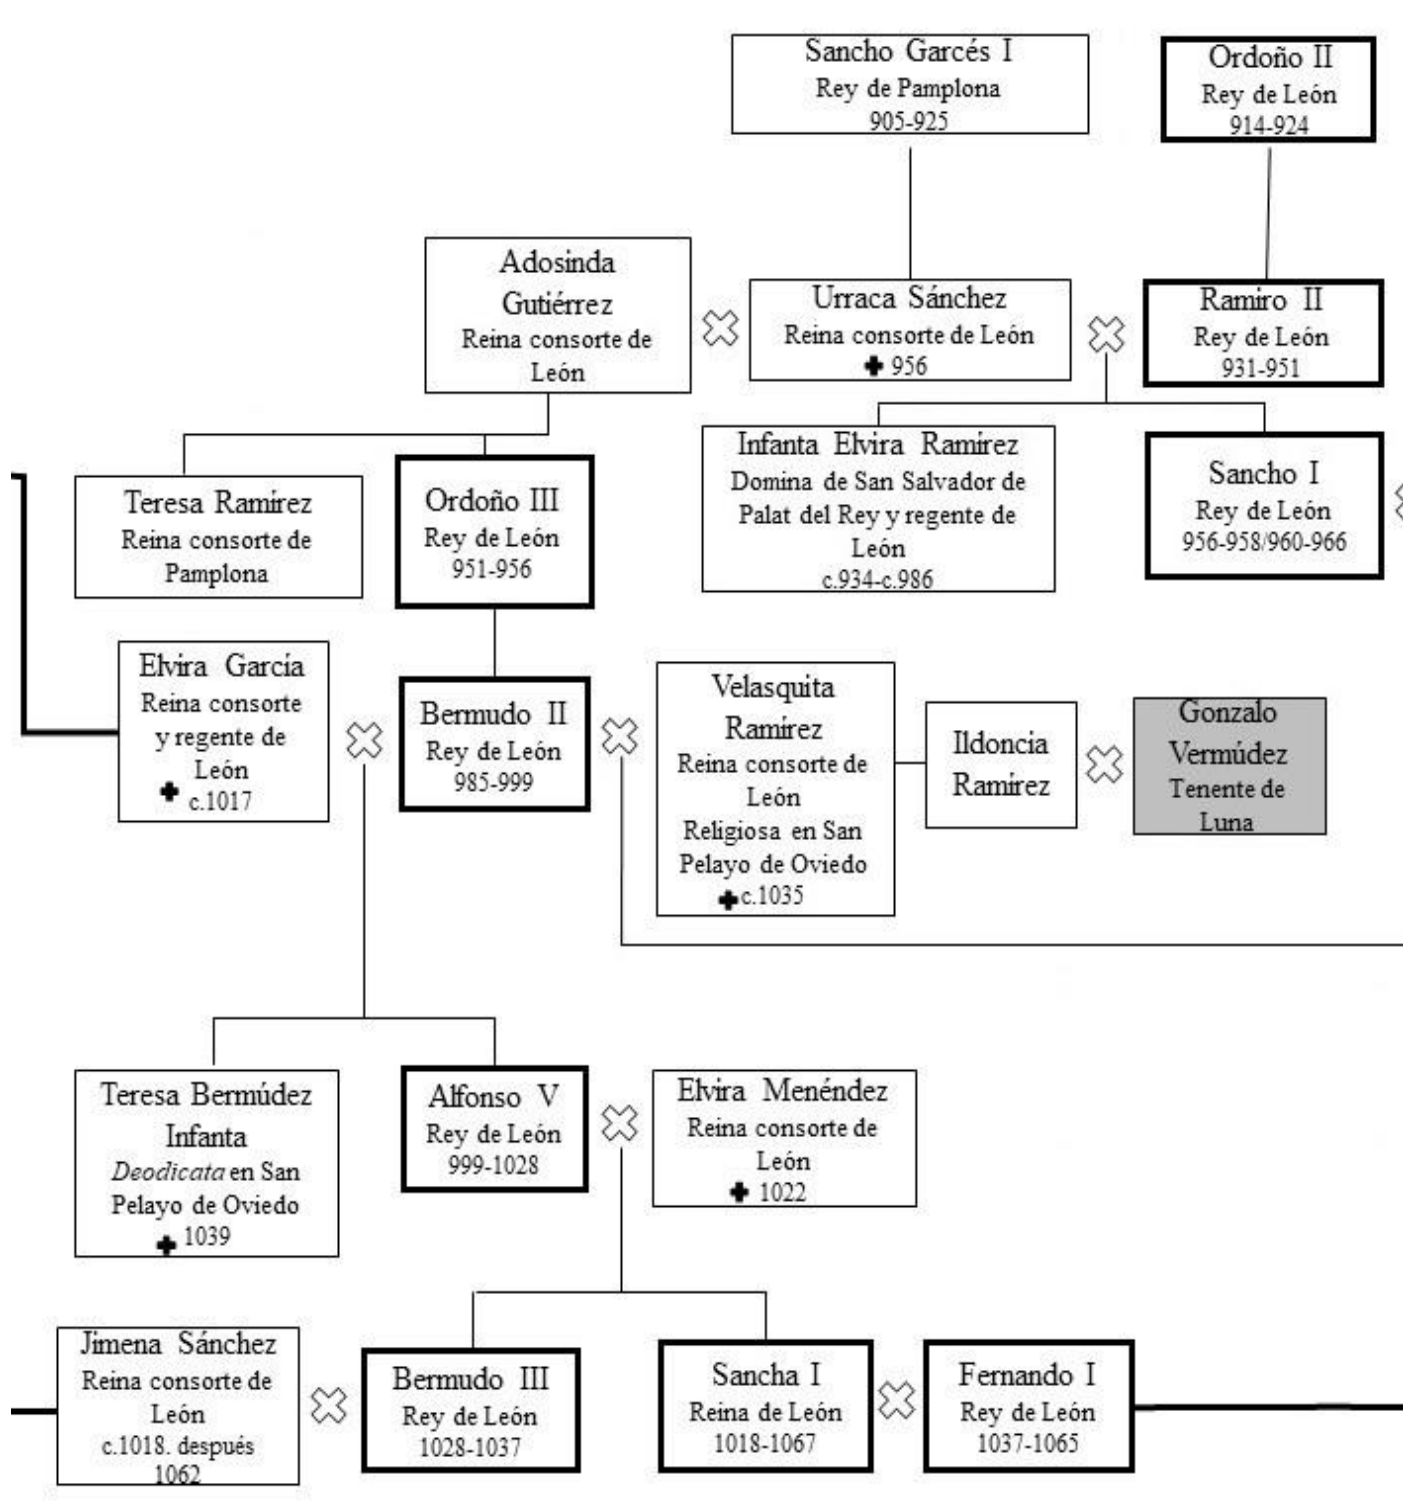 Sancho Garcés I
Rey de Pamplona
905-925
Ordoño II
Rey de León
914-924
Adosinda
Gutiérrez
Reina consorte de
León
Urraca Sánchez
Reina consorte de León
✚ 956
Ramiro II
Rey de León
931-951
Teresa Ramírez
Reina consorte de
Pamplona
Ordoño III
Rey de León
951-956
Infanta Elvira Ramírez
Domina de San Salvador de
Palat del Rey y regente de
León
c.934-c.986
Sancho I
Rey de León
956-958/960-966
Elvira García
Reina consorte
y regente de
León
✚ c.1017
Bermudo II
Rey de León
985-999
Velasquita
Ramírez
Reina consorte de
León
Religiosa en San
Pelayo de Oviedo
✚ c.1035
Ildoncia
Ramírez
Gonzalo
Vermúdez
Tenente de
Luna
Teresa Bermúdez
Infanta
Deodicata en San
Pelayo de Oviedo
✚ 1039
Alfonso V
Rey de León
999-1028
Elvira Menéndez
Reina consorte de
León
✚ 1022
Jimena Sánchez
Reina consorte de
León
c.1018. después
1062
Bermudo III
Rey de León
1028-1037
Sancha I
Reina de León
1018-1067
Fernando I
Rey de León
1037-1065